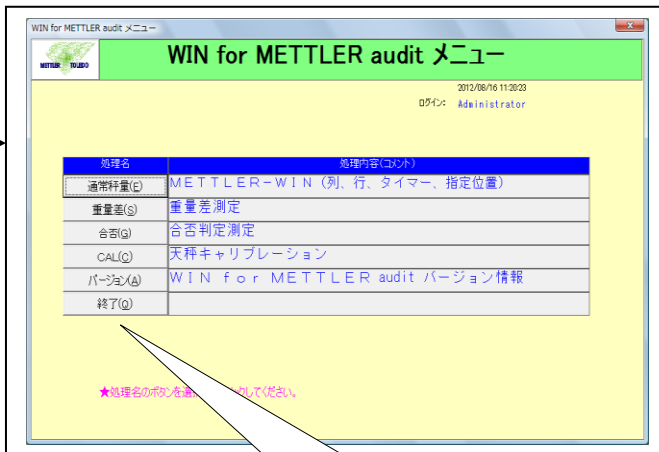 WIN for METTLER audit メニュー
METTLER TOLEDO
WIN for METTLER audit メニュー
2012/08/16 11:20:23
ログイン: Administrator
処理名 処理内容(コメント)
通常秤量(E) METTLER-WIN (列、行、タイマー、指定位置)
重量差(S) 重量差測定
合否(G) 合否判定測定
CAL(C) 天秤キャリブレーション
バージョン(A) WIN for METTLER audit バージョン情報
終了(Q)
★処理名のボタンを選 クしてください。